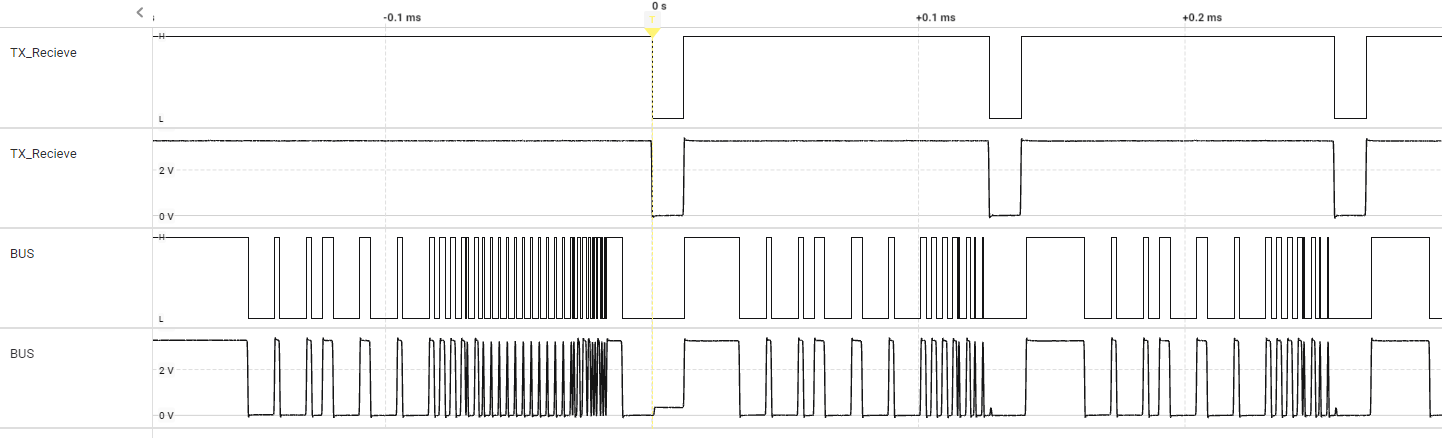 0 s
s
-0.1 ms
+0.1 ms
+0.2 ms
T
TX_Recieve
H
L
TX_Recieve
2 V
0 V
BUS
H
L
BUS
2 V
0 V